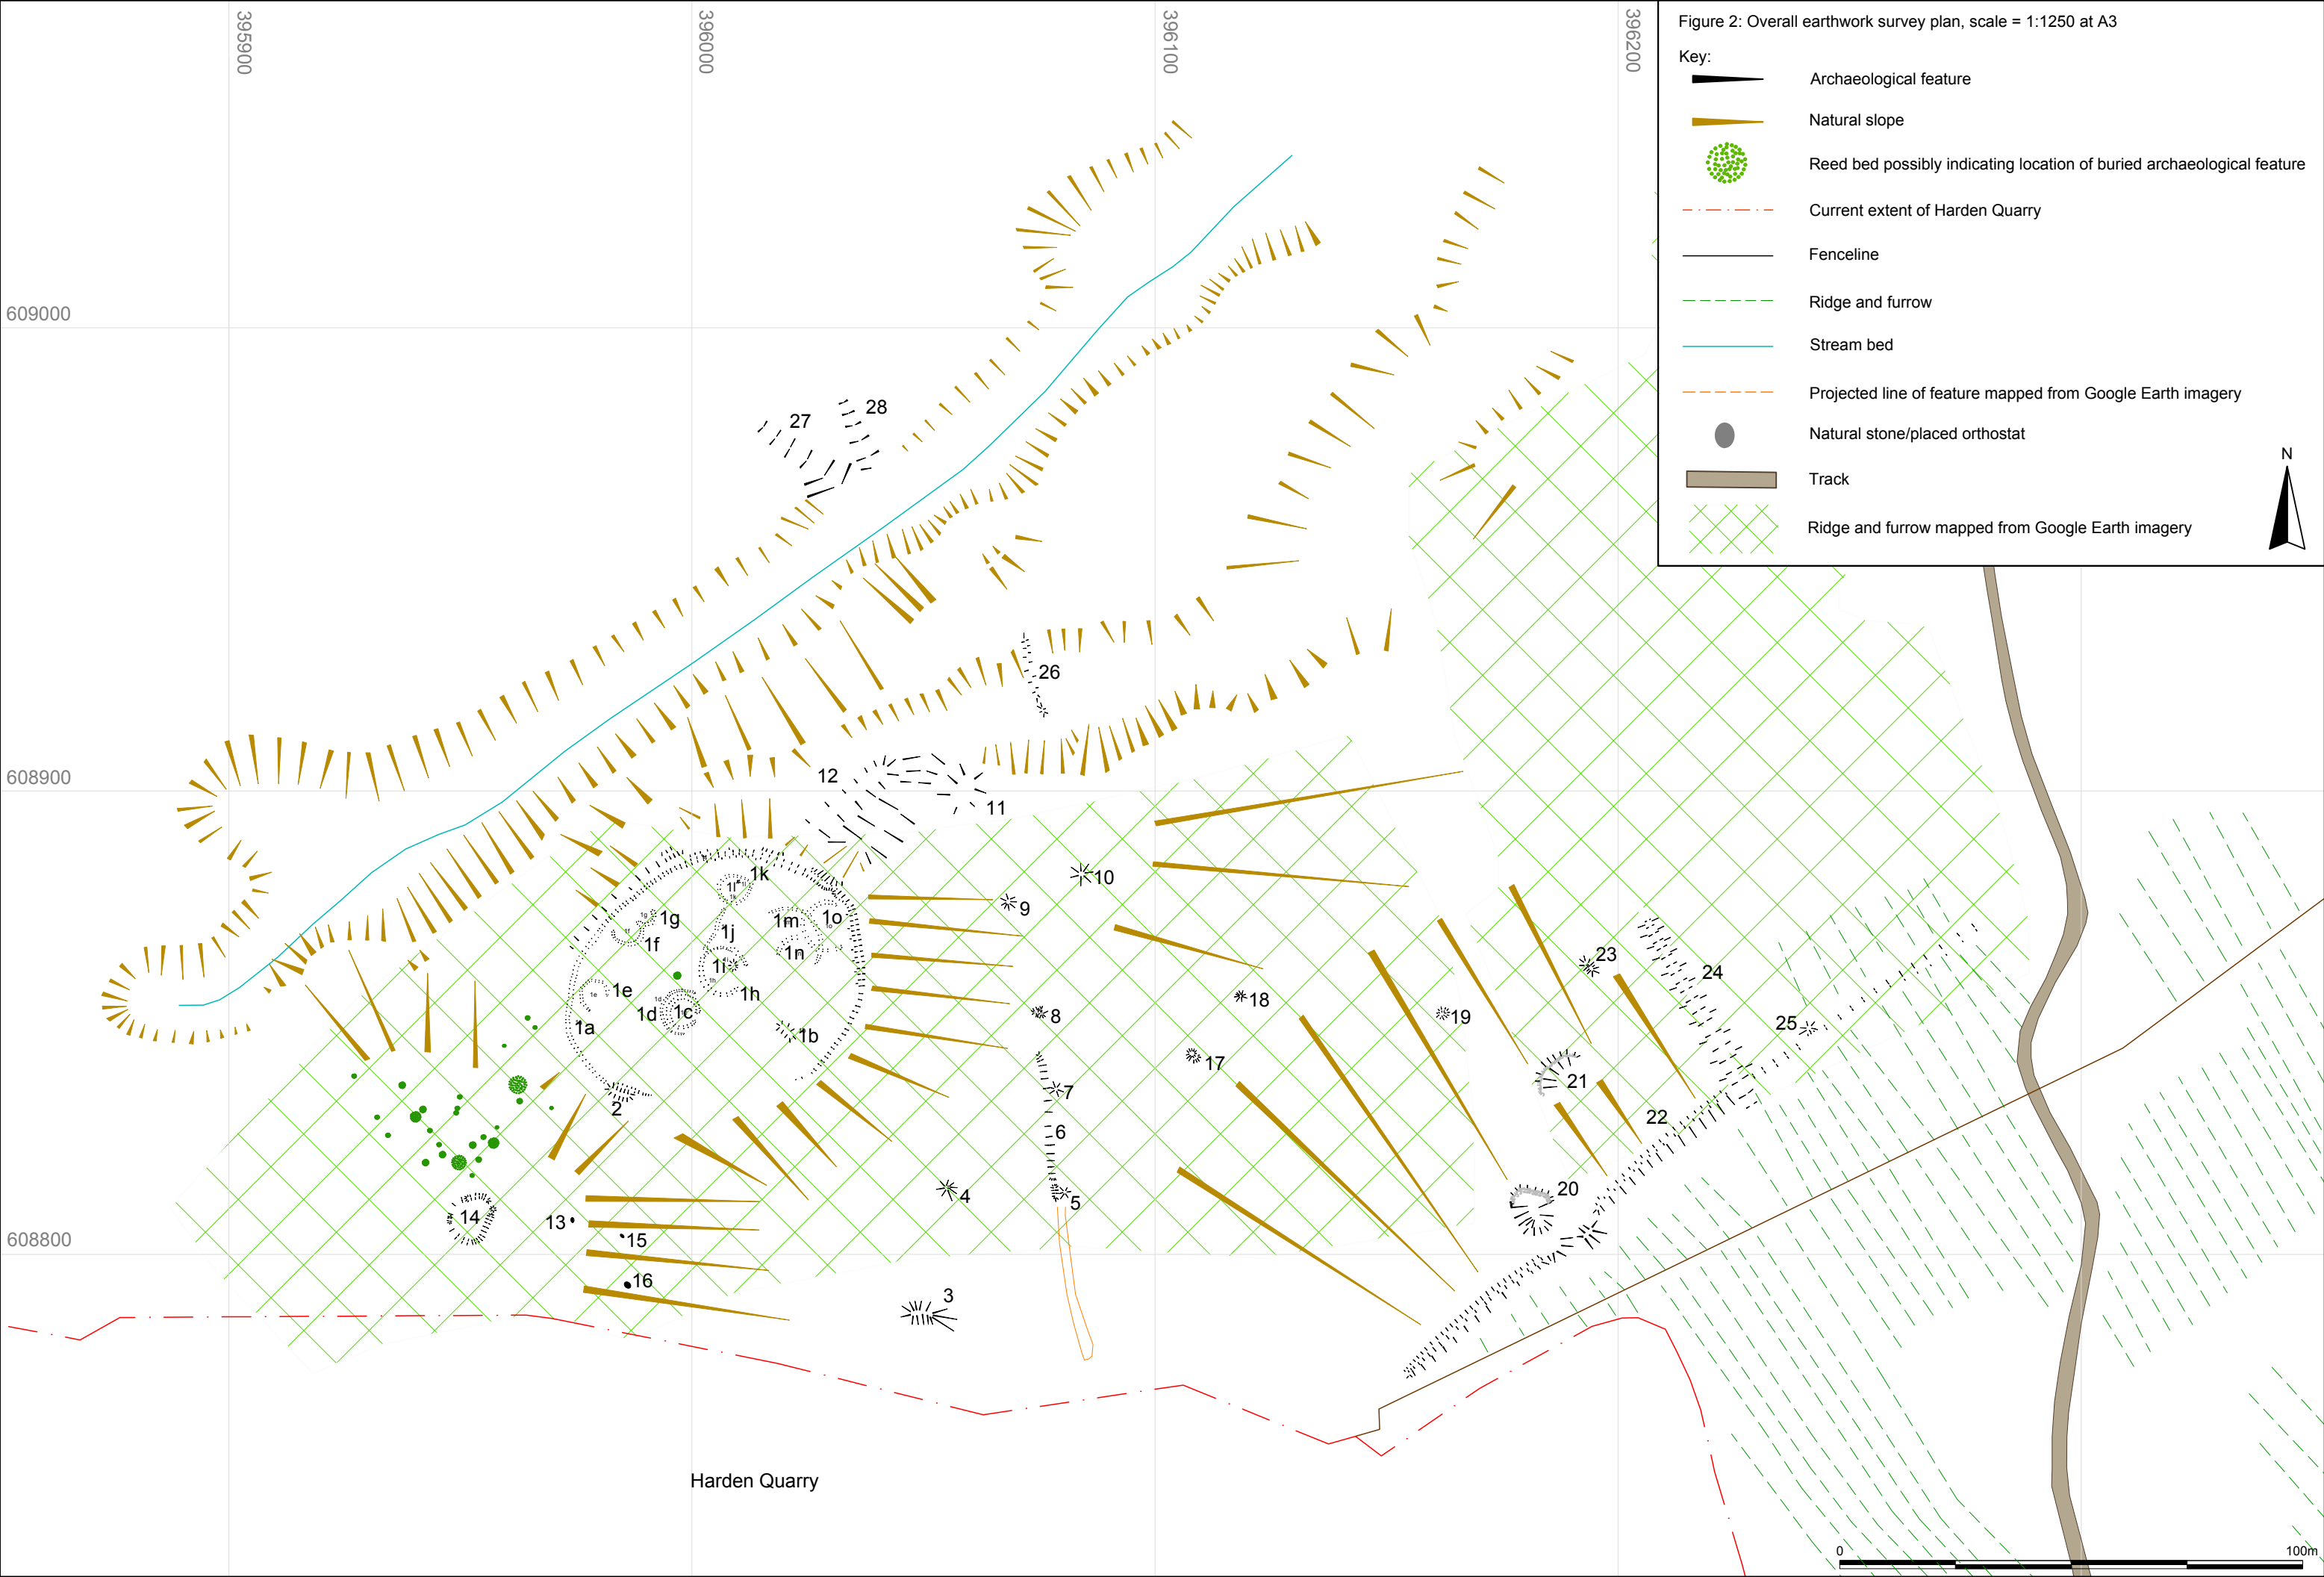 395900
396000
396100
396200
Figure 2: Overall earthwork survey plan, scale = 1:1250 at A3
Key:
Archaeological feature
Natural slope
Reed bed possibly indicating location of buried archaeological feature
Current extent of Harden Quarry
Fenceline
Ridge and furrow
Stream bed
Projected line of feature mapped from Google Earth imagery
Natural stone/placed orthostat
N
Track
Ridge and furrow mapped from Google Earth imagery
609000
27
28
26
608900
12
11
1k
1l
10
9
1g
1f
1m
1o
1j
1n
1i
1e
1h
1d
1c
1a
1b
8
18
19
17
23
24
25
21
22
2
7
6
20
4
5
14
13
15
16
608800
3
Harden Quarry
0
100m